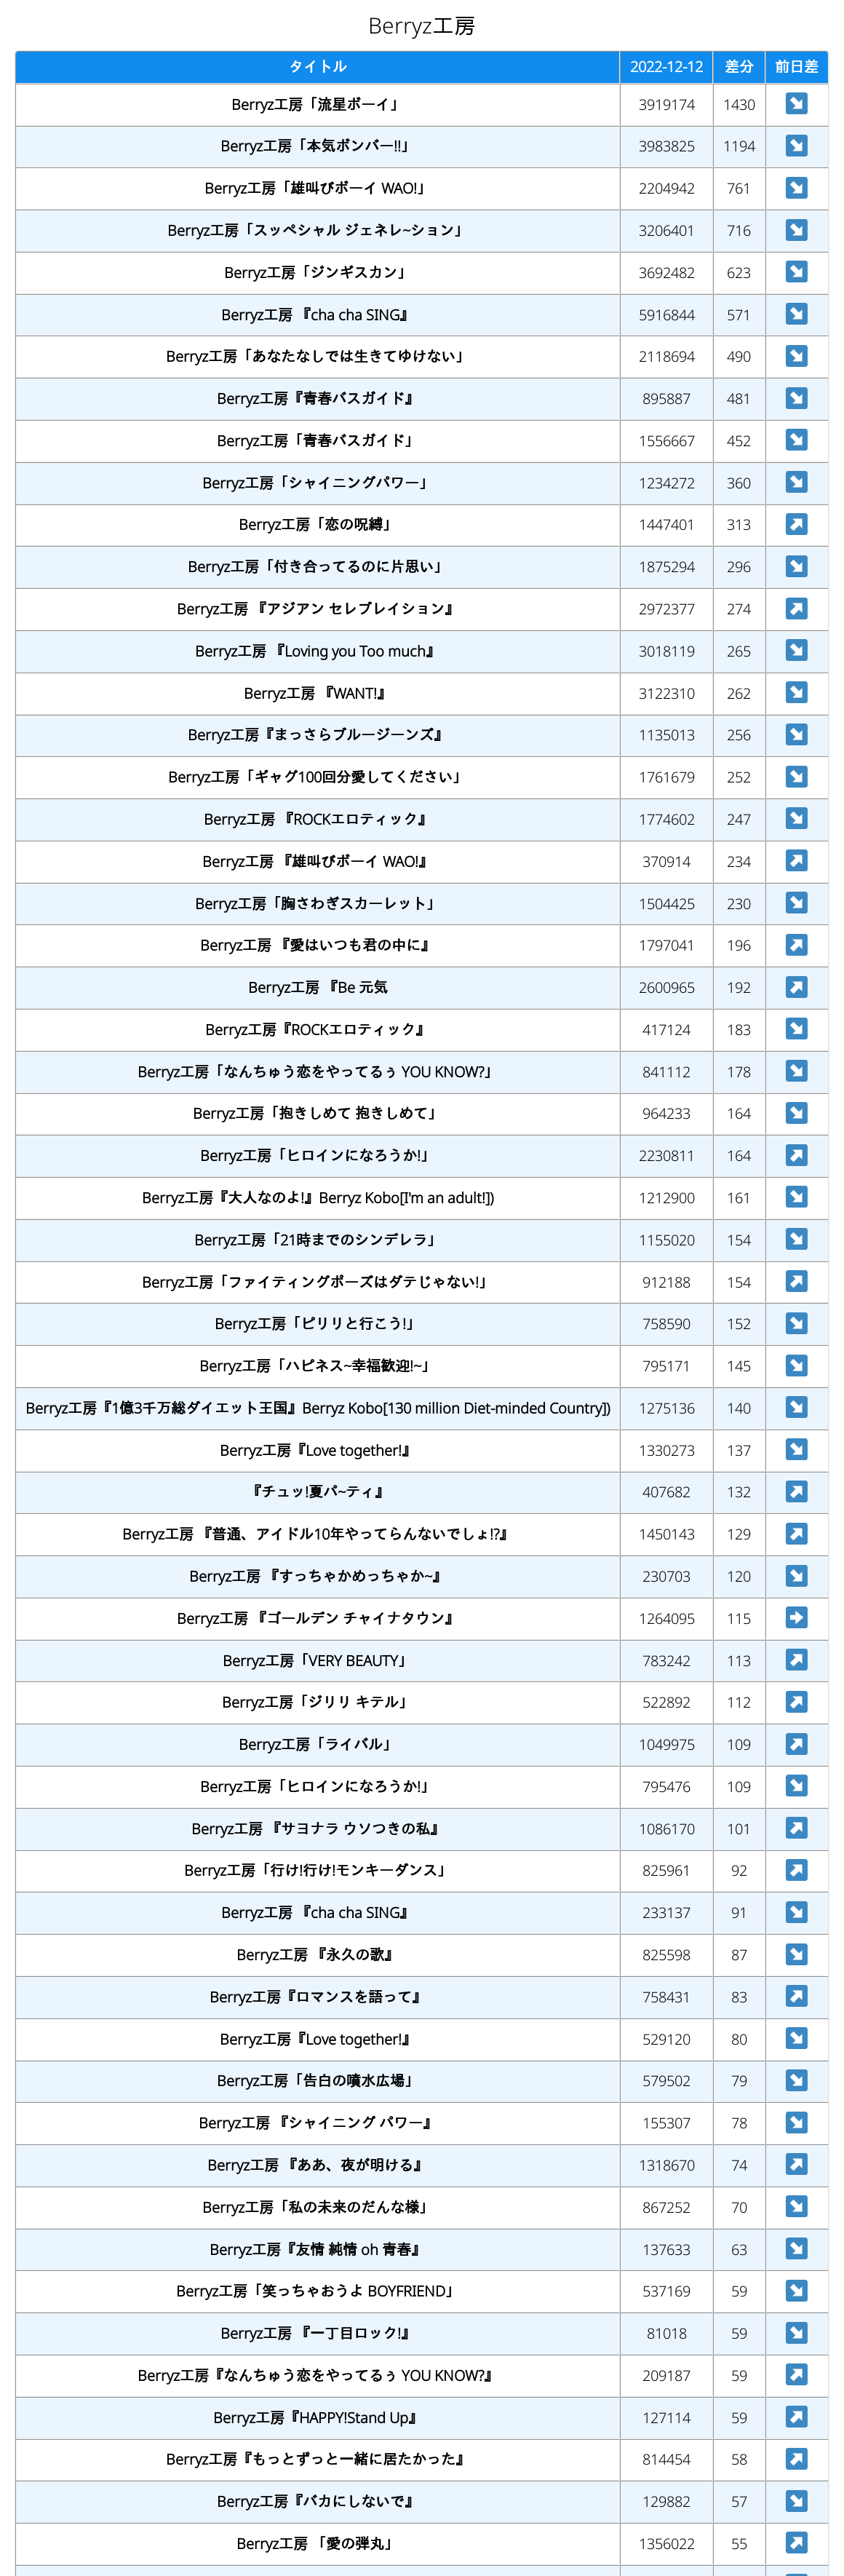 Berryz工房
タイトル 2022-12-12 差分 前日差
Berryz工房「流星ボーイ」 3919174 1430 ↘
Berryz工房「本気ボンバー!!」 3983825 1194 ↘
Berryz工房「雄叫びボーイ WAO!」 2204942 761 ↘
Berryz工房「スッペシャル ジェネレ~ション」 3206401 716 ↘
Berryz工房「ジンギスカン」 3692482 623 ↘
Berryz工房 『cha cha SING』 5916844 571 ↘
Berryz工房「あなたなしでは生きてゆけない」 2118694 490 ↘
Berryz工房『青春バスガイド』 895887 481 ↘
Berryz工房「青春バスガイド」 1556667 452 ↘
Berryz工房「シャイニングパワー」 1234272 360 ↘
Berryz工房「恋の呪縛」 1447401 313 ↗
Berryz工房「付き合ってるのに片思い」 1875294 296 ↘
Berryz工房 『アジアン セレブレイション』 2972377 274 ↗
Berryz工房 『Loving you Too much』 3018119 265 ↘
Berryz工房 『WANT!』 3122310 262 ↘
Berryz工房『まっさらブルージーンズ』 1135013 256 ↘
Berryz工房「ギャグ100回分愛してください」 1761679 252 ↘
Berryz工房 『ROCKエロティック』 1774602 247 ↘
Berryz工房 『雄叫びボーイ WAO!』 370914 234 ↗
Berryz工房「胸さわぎスカーレット」 1504425 230 ↘
Berryz工房 『愛はいつも君の中に』 1797041 196 ↗
Berryz工房 『Be 元気 2600965 192 ↗
Berryz工房『ROCKエロティック』 417124 183 ↘
Berryz工房「なんちゅう恋をやってるぅ YOU KNOW?」 841112 178 ↘
Berryz工房「抱きしめて 抱きしめて」 964233 164 ↘
Berryz工房「ヒロインになろうか!」 2230811 164 ↗
Berryz工房『大人なのよ!』Berryz Kobo[I'm an adult!]) 1212900 161 ↘
Berryz工房「21時までのシンデレラ」 1155020 154 ↘
Berryz工房「ファイティングポーズはダテじゃない!」 912188 154 ↗
Berryz工房「ピリリと行こう!」 758590 152 ↘
Berryz工房「ハピネス~幸福歓迎!~」 795171 145 ↘
Berryz工房『1億3千万総ダイエット王国』Berryz Kobo[130 million Diet-minded Country]) 1275136 140 ↘
Berryz工房『Love together!』 1330273 137 ↘
『チュッ!夏パ~ティ』 407682 132 ↗
Berryz工房 『普通、アイドル10年やってらんないでしょ!?』 1450143 129 ↗
Berryz工房 『すっちゃかめっちゃか~』 230703 120 ↘
Berryz工房 『ゴールデン チャイナタウン』 1264095 115 →
Berryz工房「VERY BEAUTY」 783242 113 ↗
Berryz工房「ジリリ キテル」 522892 112 ↗
Berryz工房「ライバル」 1049975 109 ↗
Berryz工房「ヒロインになろうか!」 795476 109 ↘
Berryz工房 『サヨナラ ウソつきの私』 1086170 101 ↗
Berryz工房「行け!行け!モンキーダンス」 825961 92 ↗
Berryz工房 『cha cha SING』 233137 91 ↘
Berryz工房 『永久の歌』 825598 87 ↘
Berryz工房『ロマンスを語って』 758431 83 ↗
Berryz工房『Love together!』 529120 80 ↘
Berryz工房「告白の噴水広場」 579502 79 ↘
Berryz工房 『シャイニング パワー』 155307 78 ↘
Berryz工房 『ああ、夜が明ける』 1318670 74 ↗
Berryz工房「私の未来のだんな様」 867252 70 ↘
Berryz工房『友情 純情 oh 青春』 137633 63 ↘
Berryz工房「笑っちゃおうよ BOYFRIEND」 537169 59 ↘
Berryz工房 『一丁目ロック!』 81018 59 ↘
Berryz工房『なんちゅう恋をやってるぅ YOU KNOW?』 209187 59 ↗
Berryz工房『HAPPY!Stand Up』 127114 59 ↗
Berryz工房『もっとずっと一緒に居たかった』 814454 58 ↗
Berryz工房『バカにしないで』 129882 57 ↘
Berryz工房 「愛の弾丸」 1356022 55 ↗